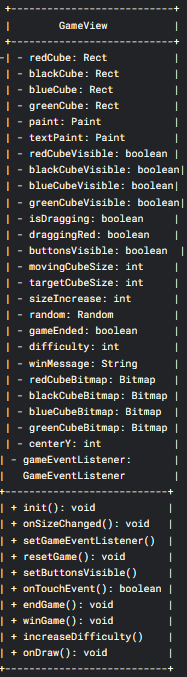 +----------------------------+
|        GameView            |
+----------------------------+
-| - redCube: Rect            |
| - blackCube: Rect          |
| - blueCube: Rect           |
| - greenCube: Rect          |
| - paint: Paint             |
| - textPaint: Paint         |
| - redCubeVisible: boolean  |
| - blackCubeVisible: boolean|
| - blueCubeVisible: boolean|
| - greenCubeVisible: boolean|
| - isDragging: boolean      |
| - draggingRed: boolean     |
| - buttonsVisible: boolean  |
| - movingCubeSize: int      |
| - targetCubeSize: int      |
| - sizeIncrease: int        |
| - random: Random           |
| - gameEnded: boolean       |
| - difficulty: int          |
| - winMessage: String       |
| - redCubeBitmap: Bitmap    |
| - blackCubeBitmap: Bitmap  |
| - blueCubeBitmap: Bitmap   |
| - greenCubeBitmap: Bitmap  |
| - centerY: int             |
| - gameEventListener:       |
|   GameEventListener        |
+---------------------------+
| + init(): void            |
| + onSizeChanged(): void   |
| + setGameEventListener()  |
| + resetGame(): void       |
| + setButtonsVisible()     |
| + onTouchEvent(): boolean |
| + endGame(): void         |
| + winGame(): void         |
| + increaseDifficulty()    |
| + onDraw(): void          |
+---------------------------+